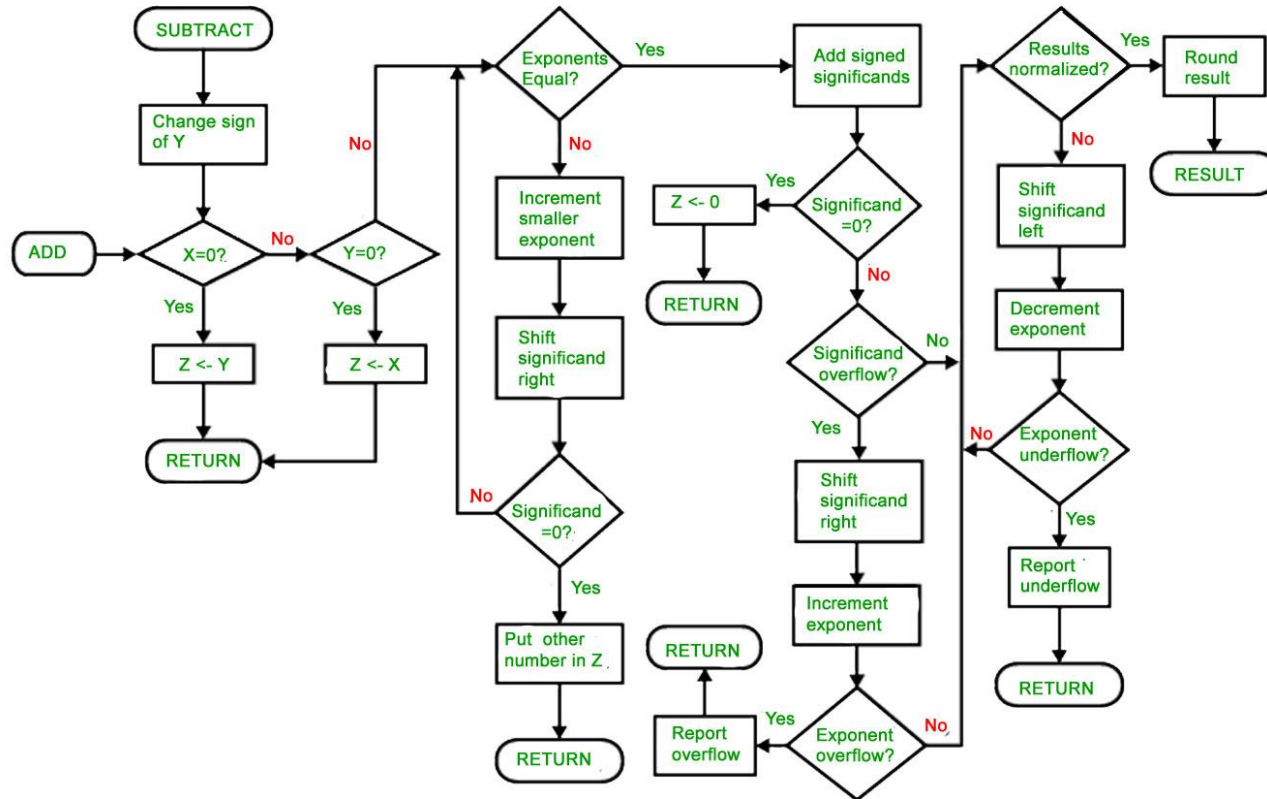 SUBTRACT
Change sign
of Y
ADD
X=0?
No
Y=0?
No
Yes
Z <- Y
RETURN
Yes
Z <- X
Exponents
Equal?
Yes
No
Increment
smaller
exponent
Shift
significand
right
Significand
=0?
No
Yes
Put other
number in Z
RETURN
Add signed
significands
Significand
=0?
Yes
Z <- 0
RETURN
No
Significand
overflow?
No
Yes
Shift
significand
right
Increment
exponent
Exponent
overflow?
Yes
Report
overflow
RETURN
No
Results
normalized?
Yes
Round
result
RESULT
No
Shift
significand
left
Decrement
exponent
Exponent
underflow?
No
Yes
Report
underflow
RETURN